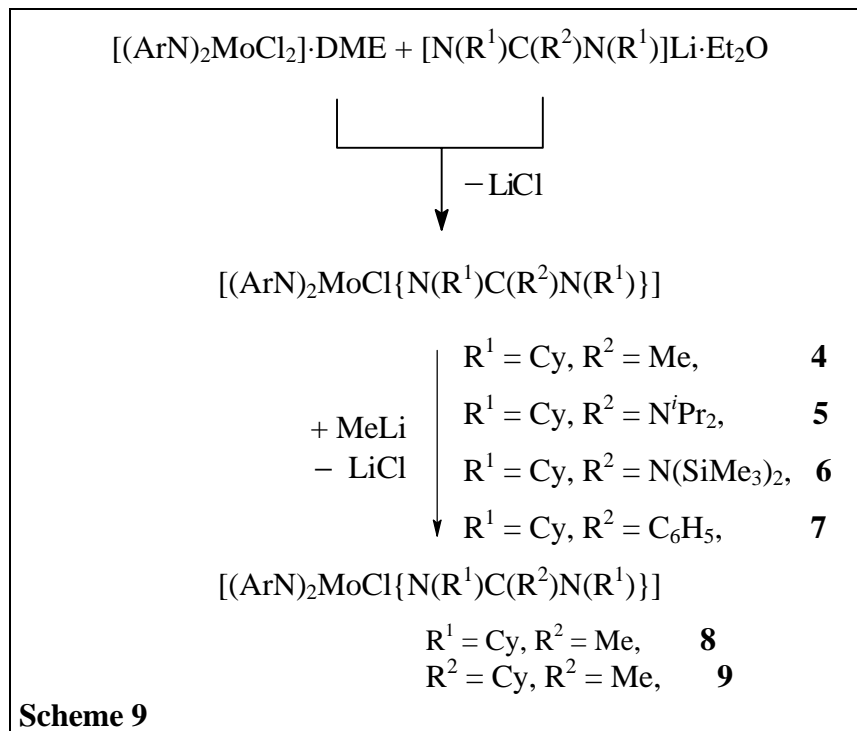 [(ArN)₂MoCl₂]·DME + [N(R¹)C(R²)N(R¹)]Li·Et₂O
– LiCl
[(ArN)₂MoCl{N(R¹)C(R²)N(R¹)}]
R¹ = Cy, R² = Me, 4
R¹ = Cy, R² = NⁱPr₂, 5
R¹ = Cy, R² = N(SiMe₃)₂, 6
R¹ = Cy, R² = C₆H₅, 7
+ MeLi
– LiCl
[(ArN)₂MoCl{N(R¹)C(R²)N(R¹)}]
R¹ = Cy, R² = Me, 8
R² = Cy, R² = Me, 9
Scheme 9